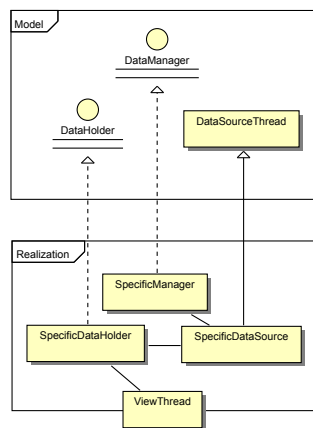 Model
DataManager
DataHolder
DataSourceThread
Realization
SpecificManager
SpecificDataHolder
SpecificDataSource
ViewThread